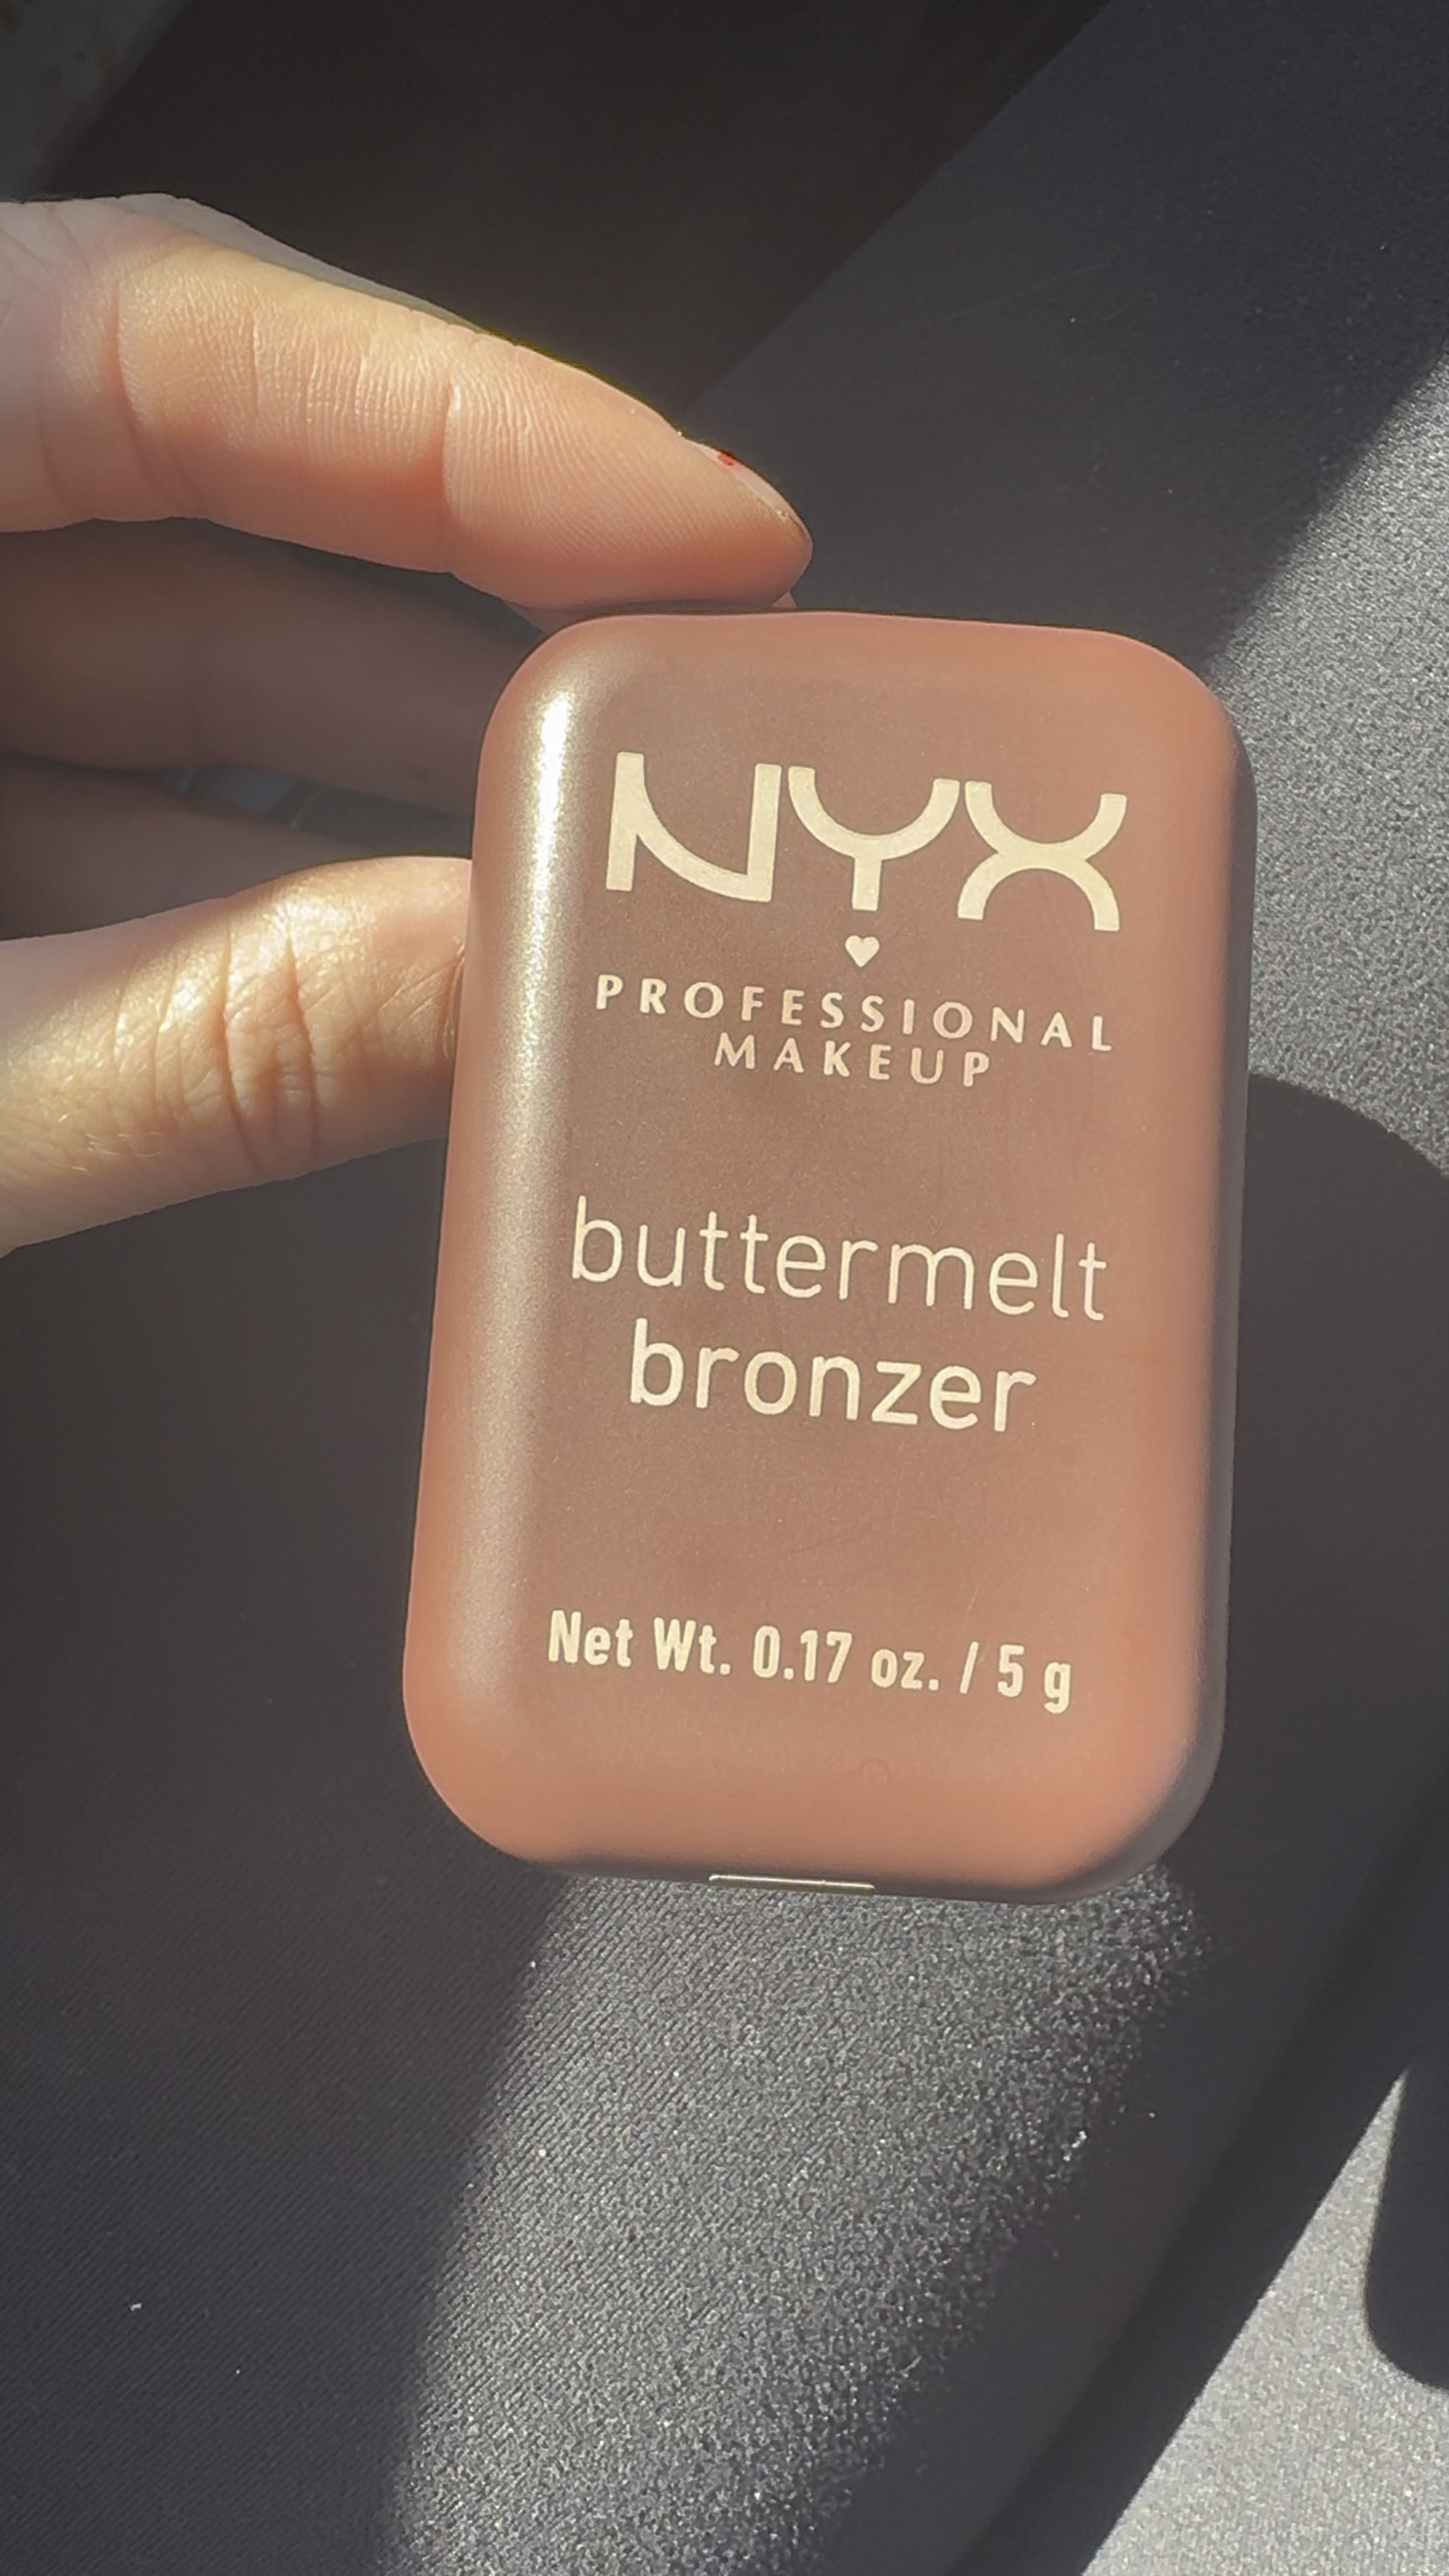 NYX
PROFESSIONAL
MAKEUP
buttermelt
bronzer
Net Wt. 0.17 oz. / 5 g